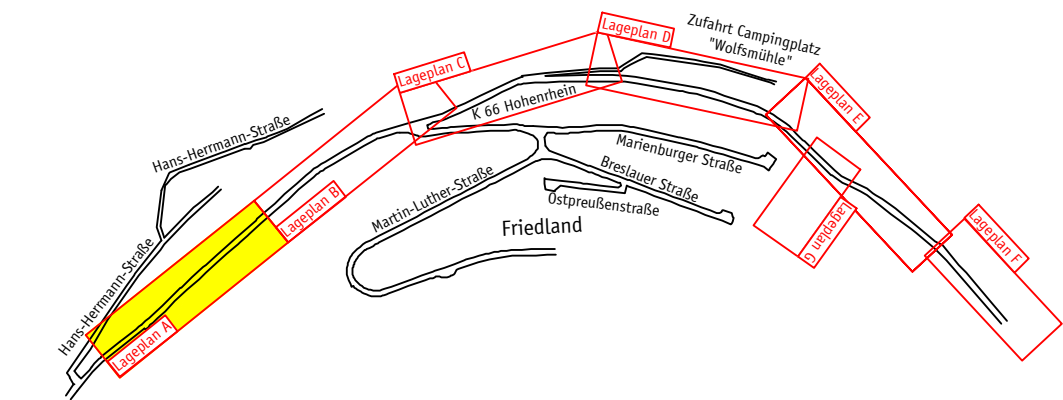 Zufahrt Campingplatz
"Wolfsmühle"
Lageplan D
Lageplan C
Lageplan E
K 66 Hohenrhein
Hans-Herrmann-Straße
Marienburger Straße
Breslauer Straße
Martin-Luther-Straße
Ostpreußenstraße
Friedland
Lageplan B
Lageplan G
Lageplan F
Hans-Herrmann-Straße
Lageplan A